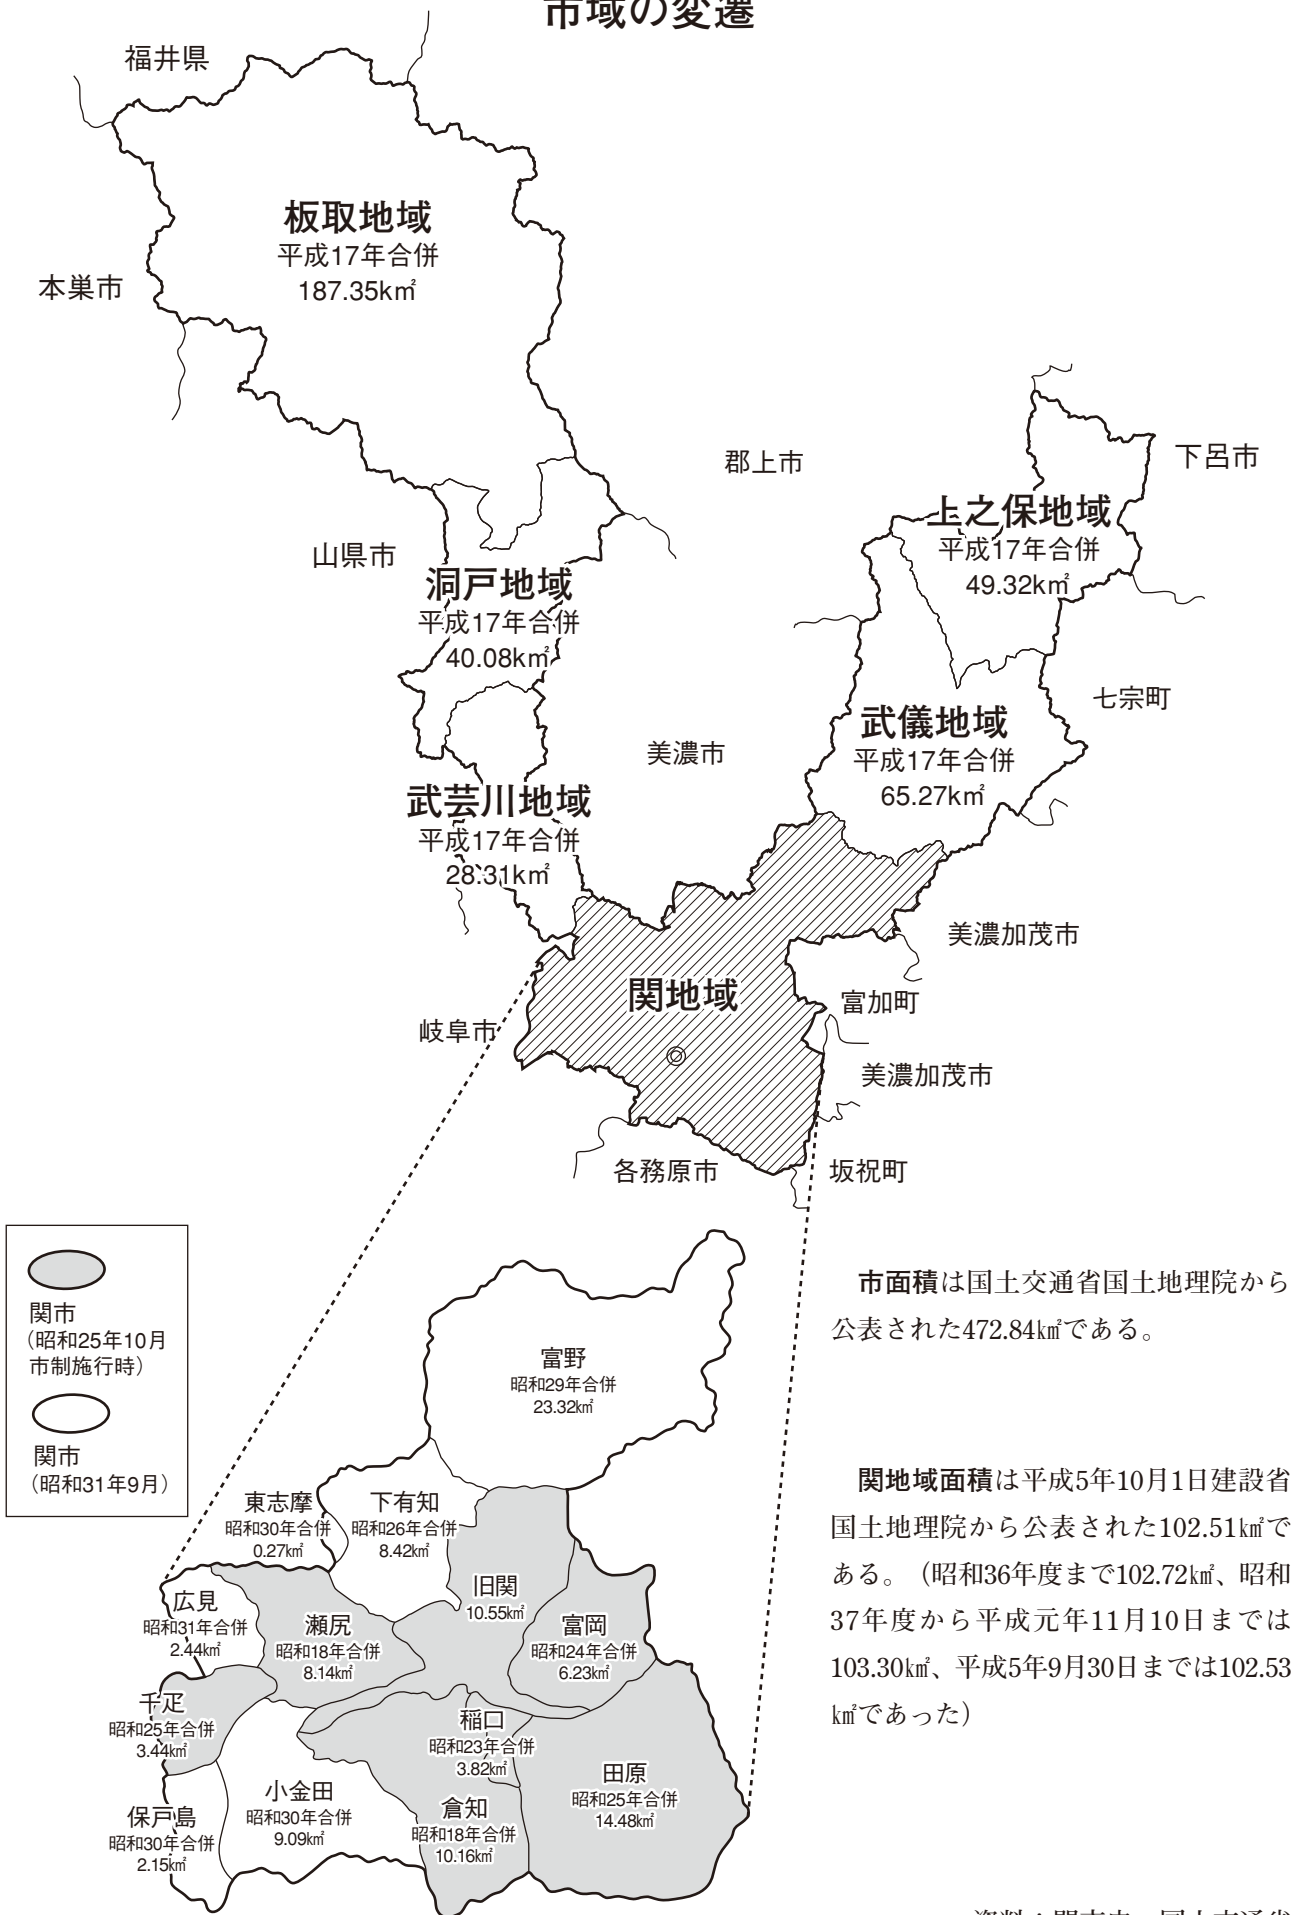 市域の変遷
福井県
板取地域
平成17年合併
187.35k㎡
本巣市
郡上市
下呂市
上之保地域
平成17年合併
49.32k㎡
山県市
洞戸地域
平成17年合併
40.08k㎡
七宗町
武儀地域
平成17年合併
65.27k㎡
美濃市
武芸川地域
平成17年合併
28.31k㎡
美濃加茂市
関地域
富加町
岐阜市
美濃加茂市
各務原市
坂祝町
関市
(昭和25年10月
市制施行時)
関市
(昭和31年9月)
富野
昭和29年合併
23.32k㎡
東志摩
昭和30年合併
0.27k㎡
下有知
昭和26年合併
8.42k㎡
旧関
10.55k㎡
広見
昭和31年合併
2.44k㎡
瀬尻
昭和18年合併
8.14k㎡
富岡
昭和24年合併
6.23k㎡
千疋
昭和25年合併
3.44k㎡
稲口
昭和23年合併
3.82k㎡
田原
昭和25年合併
14.48k㎡
小金田
昭和30年合併
9.09k㎡
倉知
昭和18年合併
10.16k㎡
保戸島
昭和30年合併
2.15k㎡
市面積は国土交通省国土地理院から
公表された472.84㎢である。
関地域面積は平成5年10月1日建設省
国土地理院から公表された102.51㎢で
ある。（昭和36年度まで102.72㎢、昭和
37年度から平成元年11月10日までは
103.30㎢、平成5年9月30日までは102.53
㎢であった）